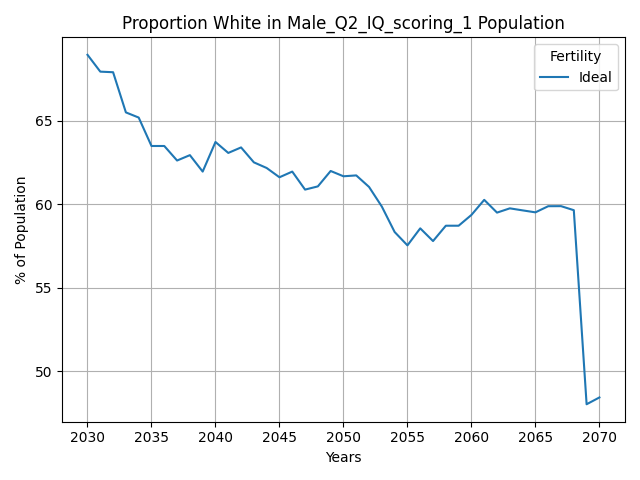 Proportion White in Male_Q2_IQ_scoring_1 Population
Fertility
Ideal
% of Population
65
60
55
50
2030 2035 2040 2045 2050 2055 2060 2065 2070
Years